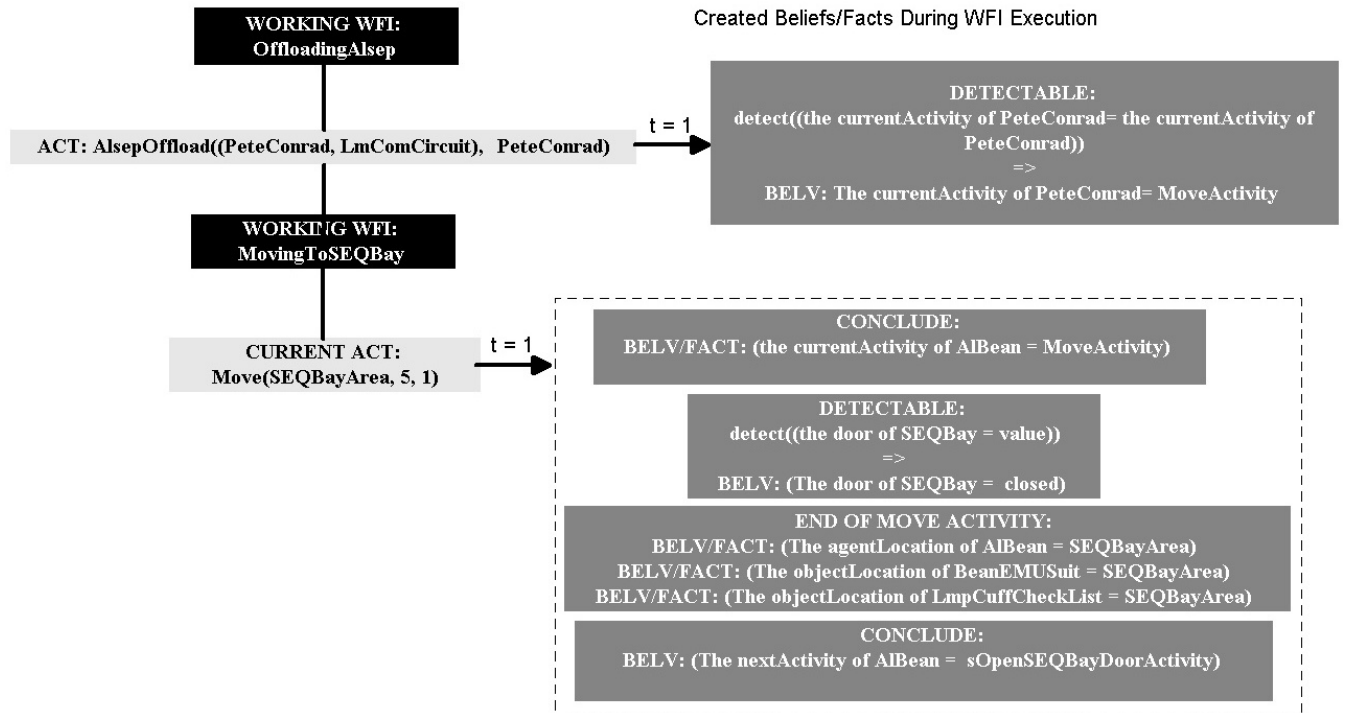 Created Beliefs/Facts During WFI Execution
WORKING WFI:
OffloadingAlsep
ACT: AlsepOffload((PeteConrad, LmComCircuit), PeteConrad)
t = 1
DETECTABLE:
detect((the currentActivity of PeteConrad= the currentActivity of
PeteConrad))
=>
BELV: The currentActivity of PeteConrad= MoveActivity
WORKING WFI:
MovingToSEQBay
CURRENT ACT:
Move(SEQBayArea, 5, 1)
t = 1
CONCLUDE:
BELV/FACT: (the currentActivity of AlBean = MoveActivity)
DETECTABLE:
detect((the door of SEQBay = value))
=>
BELV: (The door of SEQBay = closed)
END OF MOVE ACTIVITY:
BELV/FACT: (The agentLocation of AlBean = SEQBayArea)
BELV/FACT: (The objectLocation of BeanEMUSuit = SEQBayArea)
BELV/FACT: (The objectLocation of LmpCuffCheckList = SEQBayArea)
CONCLUDE:
BELV: (The nextActivity of AlBean = sOpenSEQBayDoorActivity)